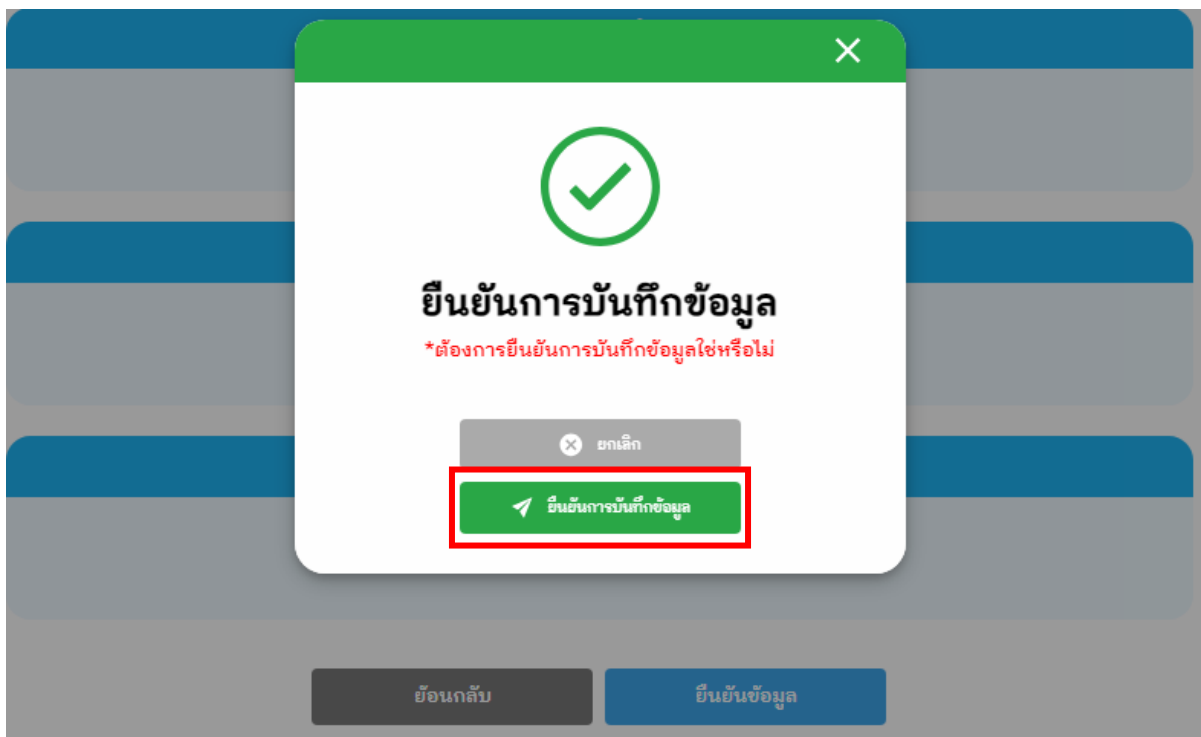 ยืนยันการบันทึกข้อมูล
*ต้องการยืนยันการบันทึกข้อมูลใช่หรือไม่
ยกเลิก
ยืนยันการบันทึกข้อมูล
ย้อนกลับ ยืนยันข้อมูล